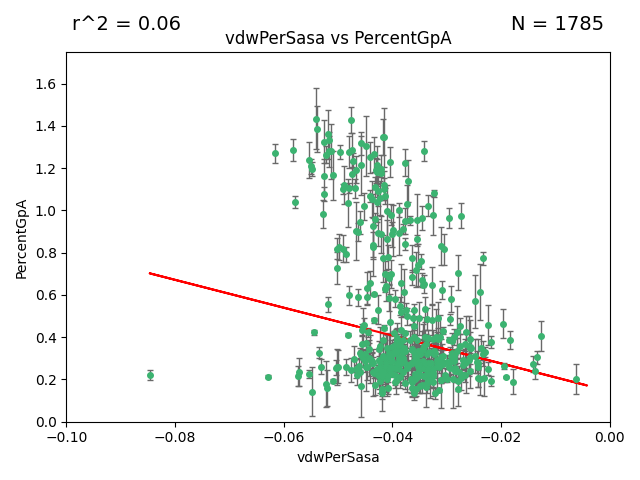 r^2 = 0.06
N = 1785
vdwPerSasa vs PercentGpA
PercentGpA
1.6
1.4
1.2
1.0
0.8
0.6
0.4
0.2
0.0
−0.10 −0.08 −0.06 −0.04 −0.02 0.00
vdwPerSasa